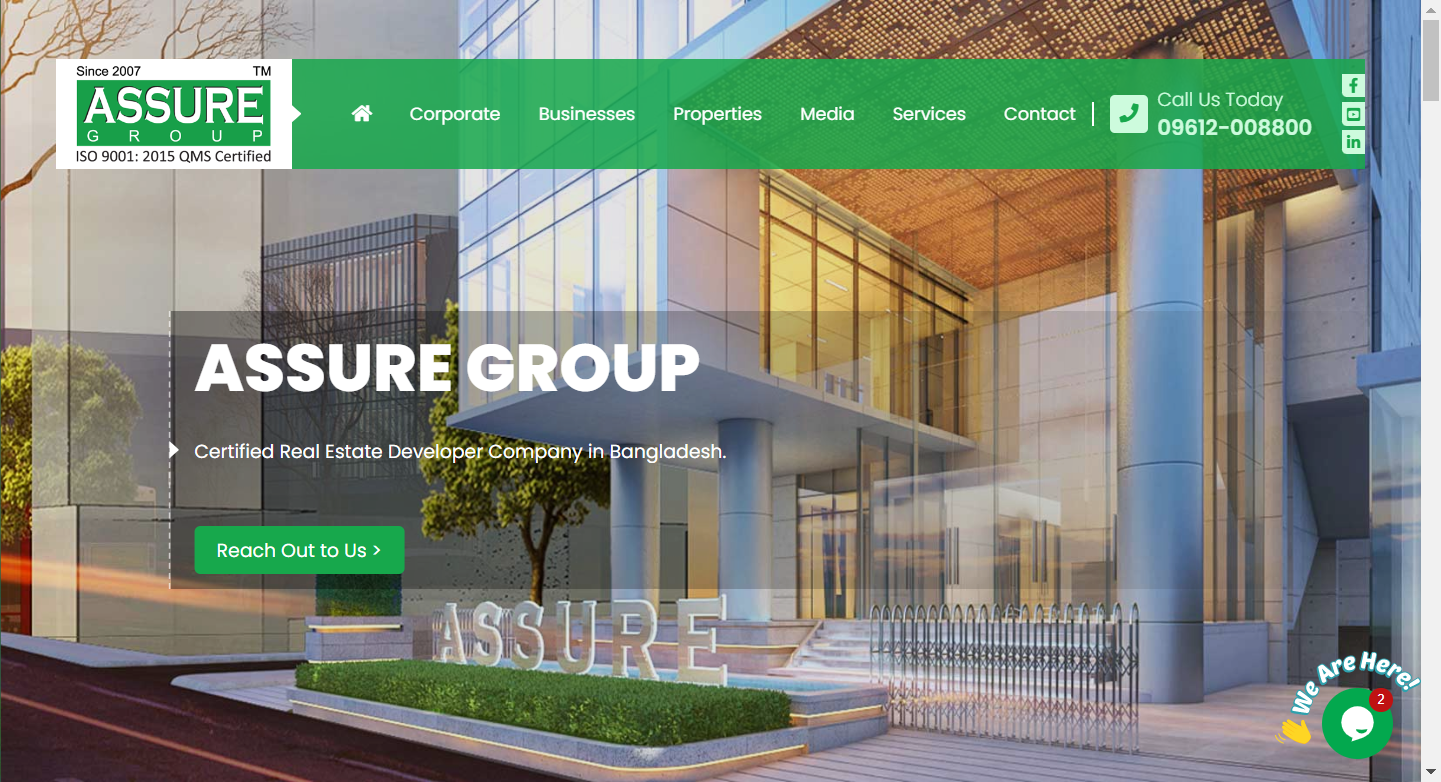 Since 2007 TM
ASSURE
GROUP
ISO 9001: 2015 QMS Certified
Corporate Businesses Properties Media Services Contact
Call Us Today
09612-008800
ASSURE GROUP
Certified Real Estate Developer Company in Bangladesh.
Reach Out to Us >
ASSURE
We Are Here!
2